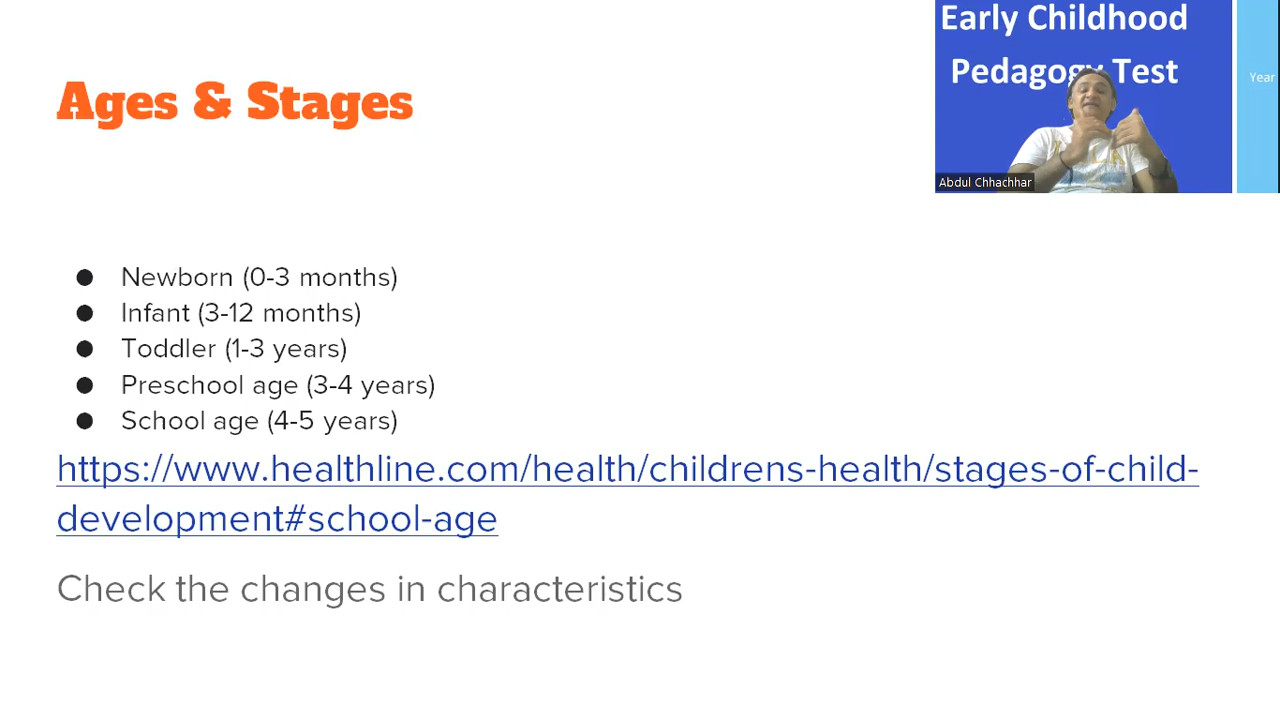 Early Childhood
Pedagogy Test
Year
Ages & Stages
Abdul Chhachhar
● Newborn (0-3 months)
● Infant (3-12 months)
● Toddler (1-3 years)
● Preschool age (3-4 years)
● School age (4-5 years)
https://www.healthline.com/health/childrens-health/stages-of-child-
development#school-age
Check the changes in characteristics